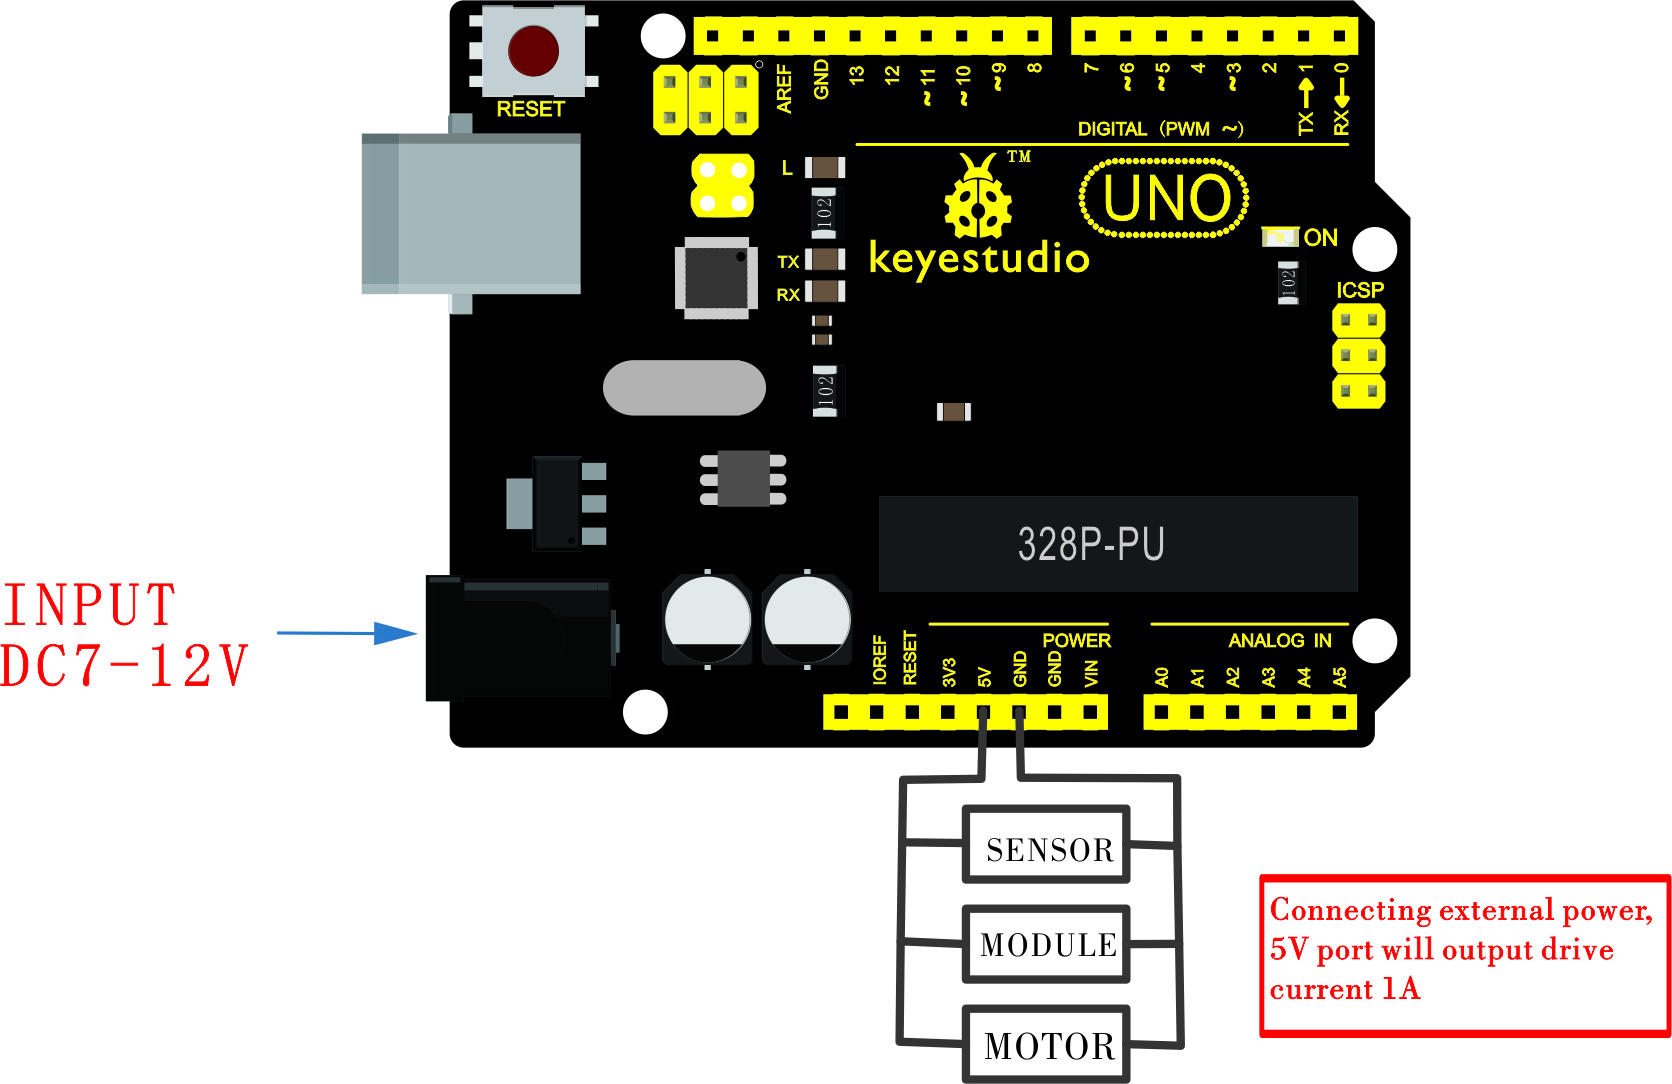 RESET
AREF
GND
13
12
~11
~10
~9
8
7
~6
~5
4
~3
2
TX→1
RX←0
DIGITAL (PWM ~)
L
102
TX
RX
102
keyestudio
TM
UNO
ON
102
ICSP
328P-PU
INPUT
DC7-12V
POWER
ANALOG IN
IOREF
RESET
3V3
5V
GND
GND
VIN
A0
A1
A2
A3
A4
A5
SENSOR
MODULE
MOTOR
Connecting external power,
5V port will output drive
current 1A